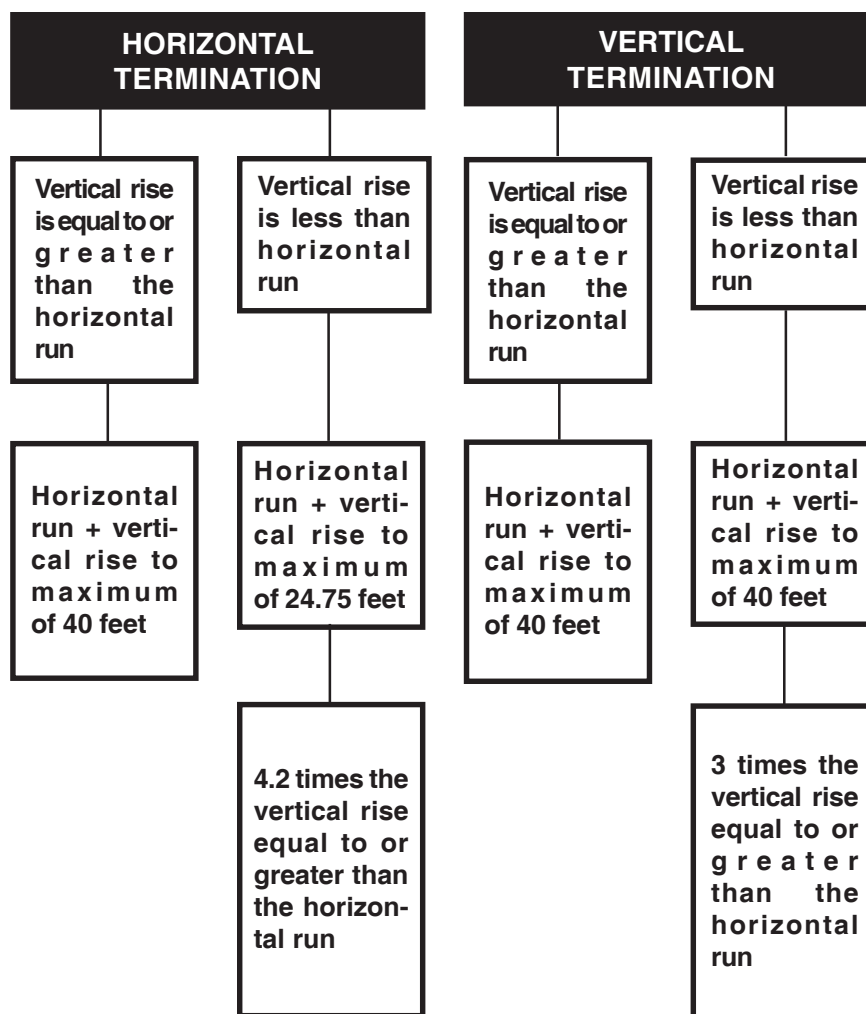 HORIZONTAL
TERMINATION
Vertical rise
is equal to or
greater
than the
horizontal
run
Horizontal
run + verti-
cal rise to
maximum
of 40 feet
Vertical rise
is less than
horizontal
run
Horizontal
run + verti-
cal rise to
maximum
of 24.75 feet
4.2 times the
vertical rise
equal to or
greater than
the horizon-
tal run
VERTICAL
TERMINATION
Vertical rise
is equal to or
greater
than the
horizontal
run
Horizontal
run + verti-
cal rise to
maximum
of 40 feet
Vertical rise
is less than
horizontal
run
Horizontal
run + verti-
cal rise to
maximum
of 40 feet
3 times the
vertical rise
equal to or
greater
than the
horizontal
run